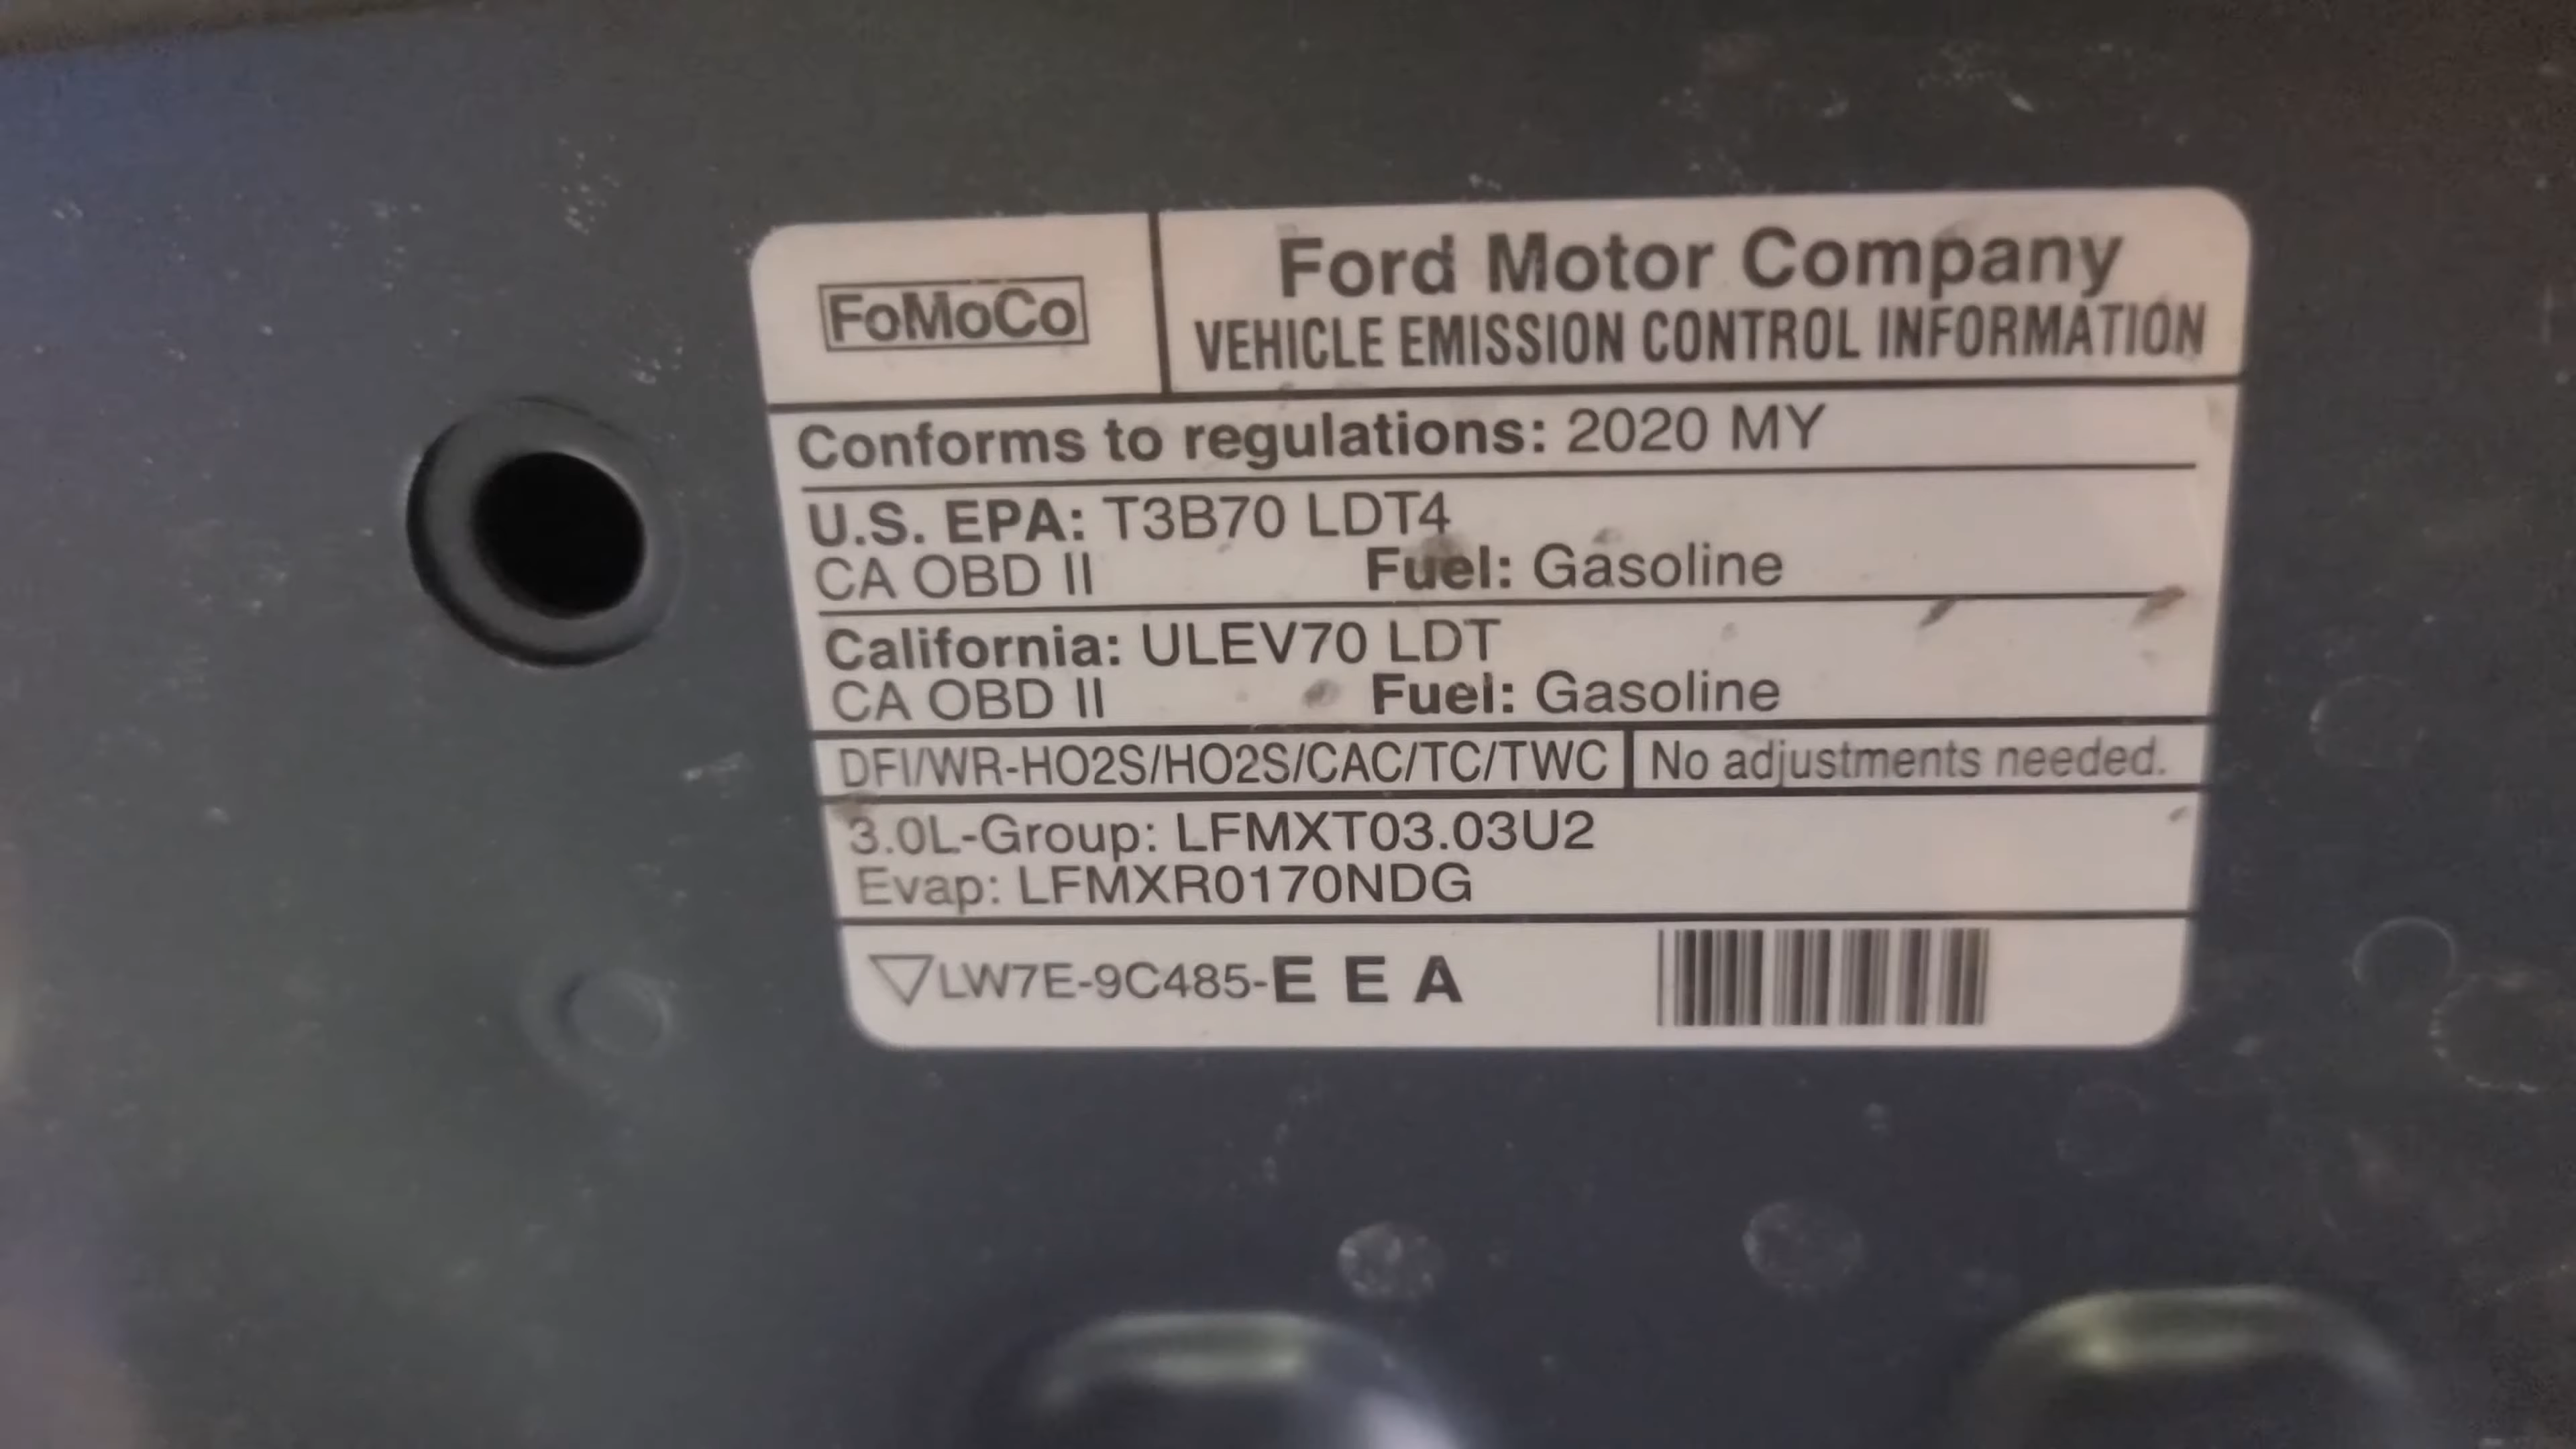 FoMoCo
Ford Motor Company
VEHICLE EMISSION CONTROL INFORMATION
Conforms to regulations: 2020 MY
U.S. EPA: T3B70 LDT4
CA OBD II Fuel: Gasoline
California: ULEV70 LDT
CA OBD II Fuel: Gasoline
DFI/WR-HO2S/HO2S/CAC/TC/TWC No adjustments needed.
3.0L-Group: LFMXT03.03U2
Evap: LFMXR0170NDG
▽LW7E-9C485-E E A